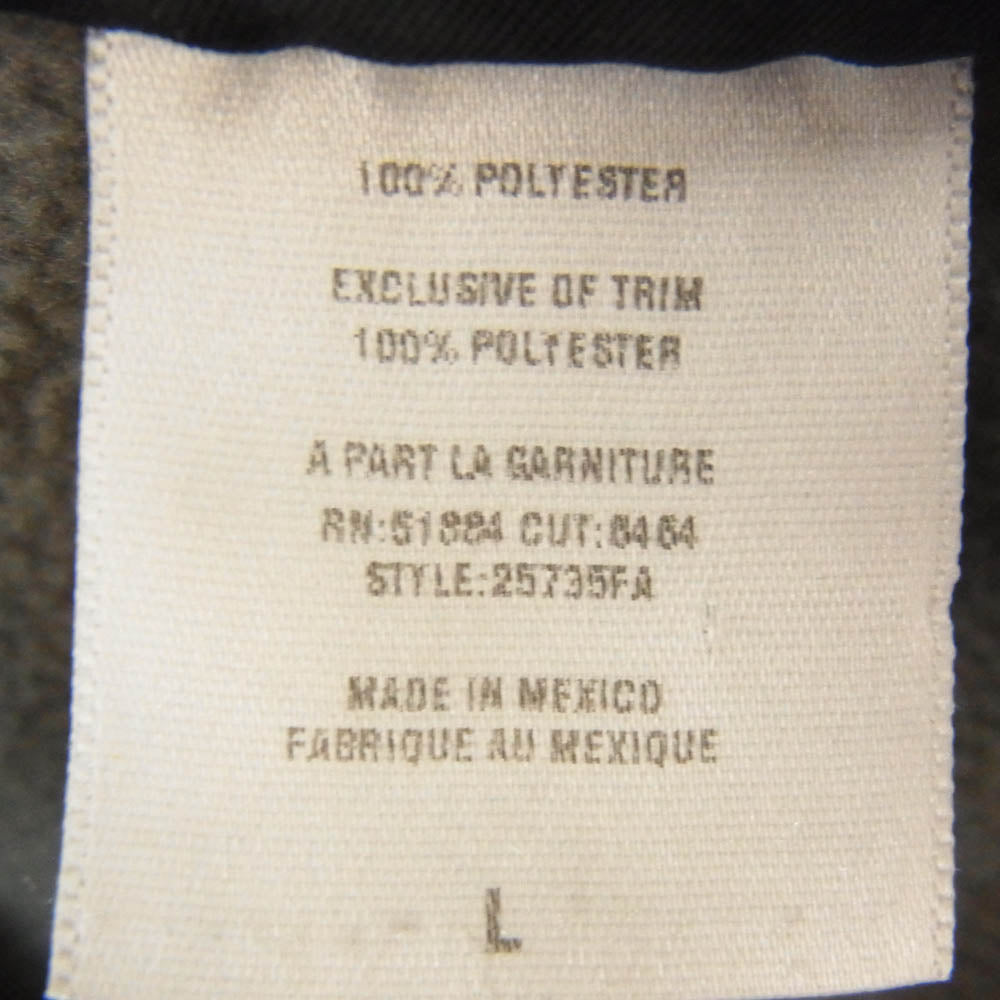 100% POLYESTER
EXCLUSIVE OF TRIM
100% POLYESTER
A PART LA GARNITURE
RN:51884 CUT:6464
STYLE:25735FA
MADE IN MEXICO
FABRIQUE AU MEXIQUE
L